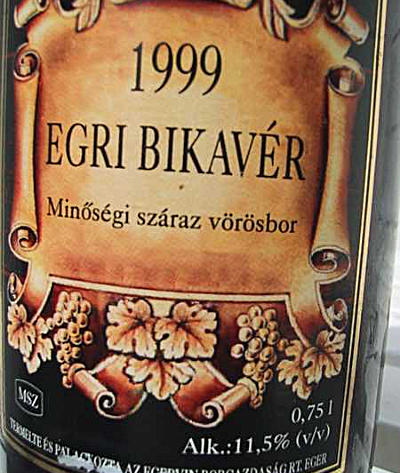 1999
EGRI BIKAVÉR
Minőségi száraz vörösbor
MSZ
0,75 l
Alk.:11,5% (v/v)
TERMELTE ÉS PALACKOZTA AZ EGERVIN BORGAZDASÁG RT. EGER